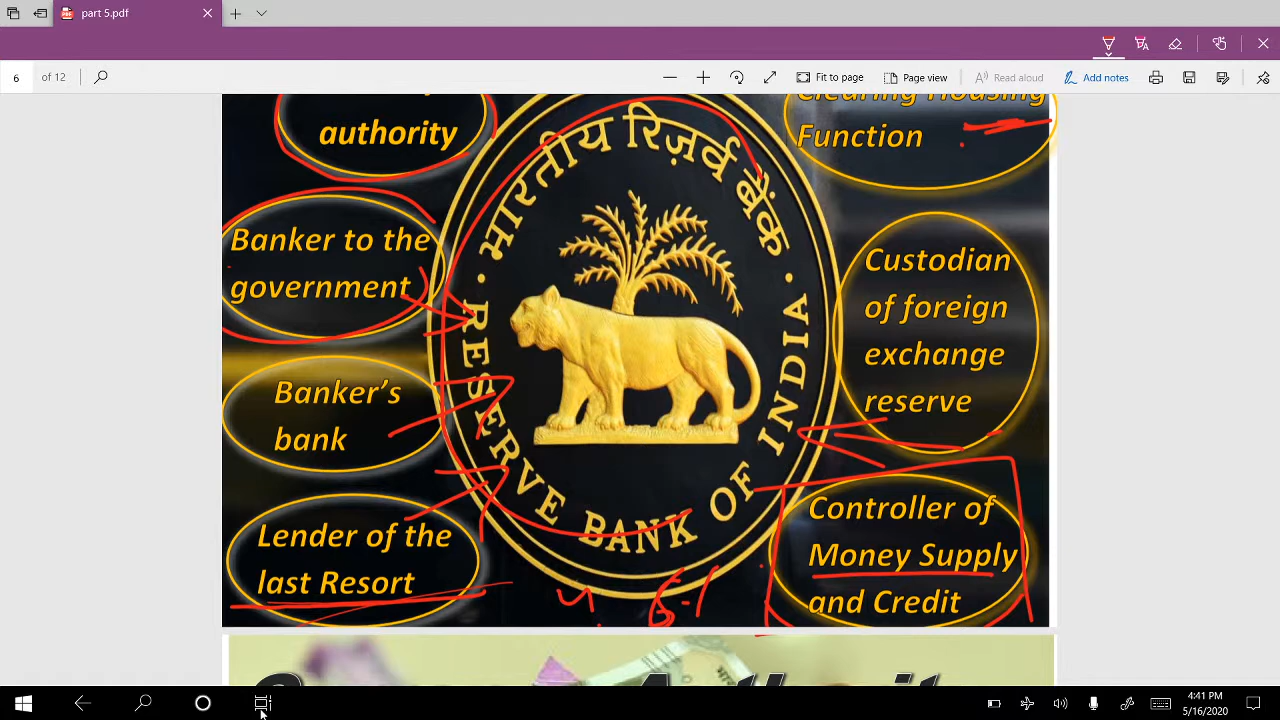 part 5.pdf
6 of 12
Fit to page
Page view
Read aloud
Add notes
authority
Banker to the
government
Banker's
bank
Lender of the
last Resort
भारतीय रिज़र्व बैंक
RESERVE BANK OF INDIA
Clearing Housing
Function
Custodian
of foreign
exchange
reserve
Controller of
Money Supply
and Credit
4:41 PM
5/16/2020